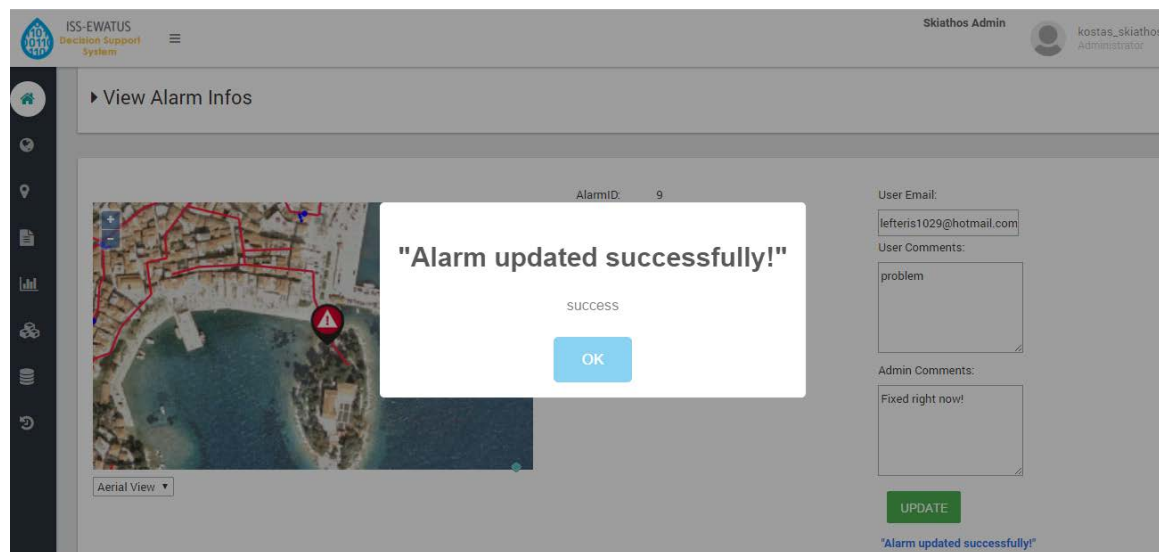 ISS-EWATUS
Decision Support
System
Skiathos Admin
kostas_skiathos
Administrator
View Alarm Infos
AlarmID: 9
User Email:
lefteris1029@hotmail.com
User Comments:
problem
"Alarm updated successfully!"
success
OK
Admin Comments:
Fixed right now!
Aerial View
UPDATE
"Alarm updated successfully!"